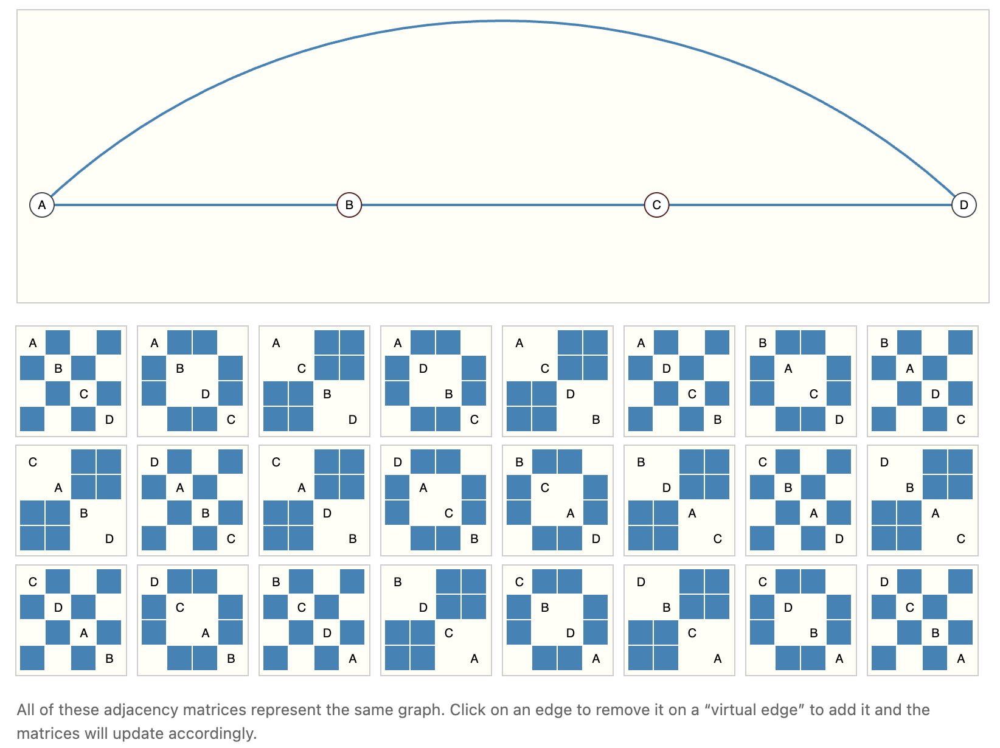 A B C D
A A A A A A B B
B B C D C D A A
C D B B D C C D
D C D C B B D C
C D C D B B C D
A A A A C D B B
B B D C A A A A
D C B B D C D C
C D B B C D C D
D C C D B B D C
A A D C D C B B
B B A A A A A A
All of these adjacency matrices represent the same graph. Click on an edge to remove it on a “virtual edge” to add it and the
matrices will update accordingly.